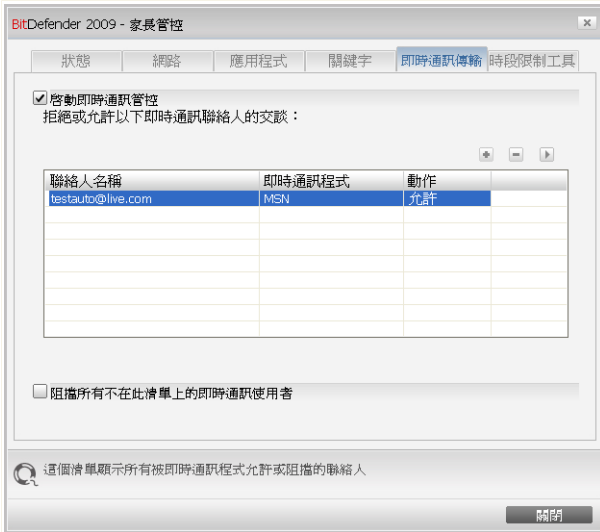 BitDefender 2009 - 家長管控
狀態 網路 應用程式 關鍵字 即時通訊傳輸 時段限制工具
啓動即時通訊管控
拒絕或允許以下即時通訊聯絡人的交談：
聯絡人名稱 即時通訊程式 動作
testauto@live.com MSN 允許
阻擋所有不在此清單上的即時通訊使用者
這個清單顯示所有被即時通訊程式允許或阻擋的聯絡人
關閉